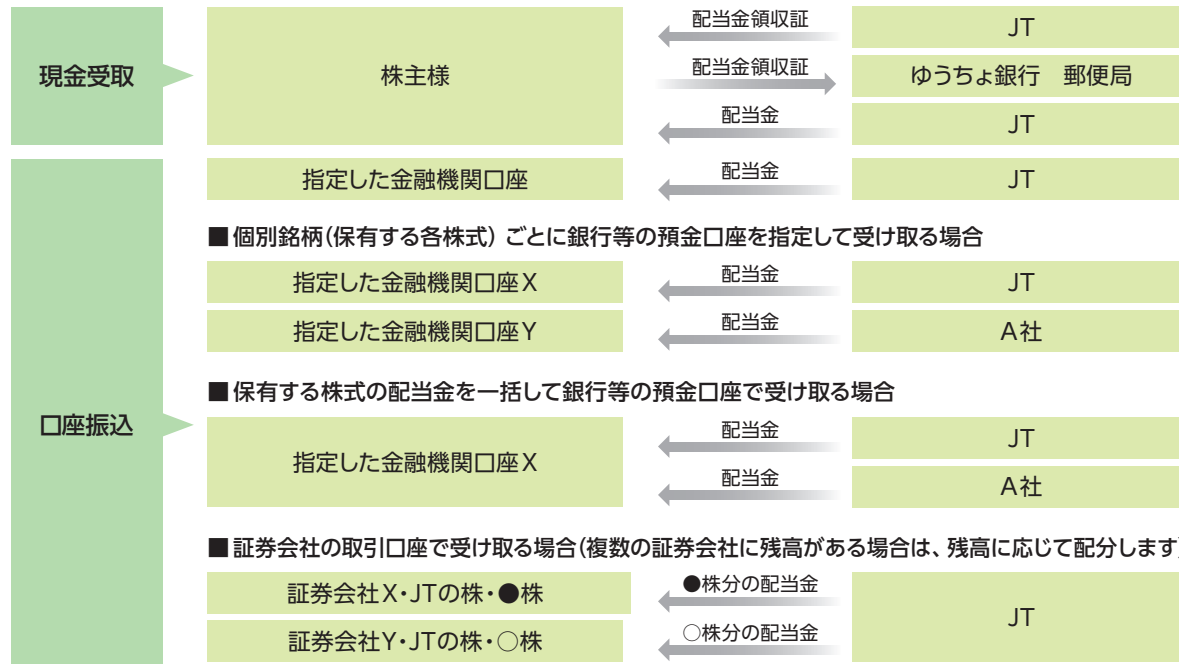 現金受取
株主様
配当金領収証
JT
配当金領収証
ゆうちょ銀行　郵便局
配当金
JT
口座振込
指定した金融機関口座
配当金
JT
■個別銘柄(保有する各株式) ごとに銀行等の預金口座を指定して受け取る場合
指定した金融機関口座X
配当金
JT
指定した金融機関口座Y
配当金
A社
■保有する株式の配当金を一括して銀行等の預金口座で受け取る場合
指定した金融機関口座X
配当金
JT
配当金
A社
■証券会社の取引口座で受け取る場合(複数の証券会社に残高がある場合は、残高に応じて配分します)
証券会社X・JTの株・●株
●株分の配当金
JT
証券会社Y・JTの株・○株
○株分の配当金